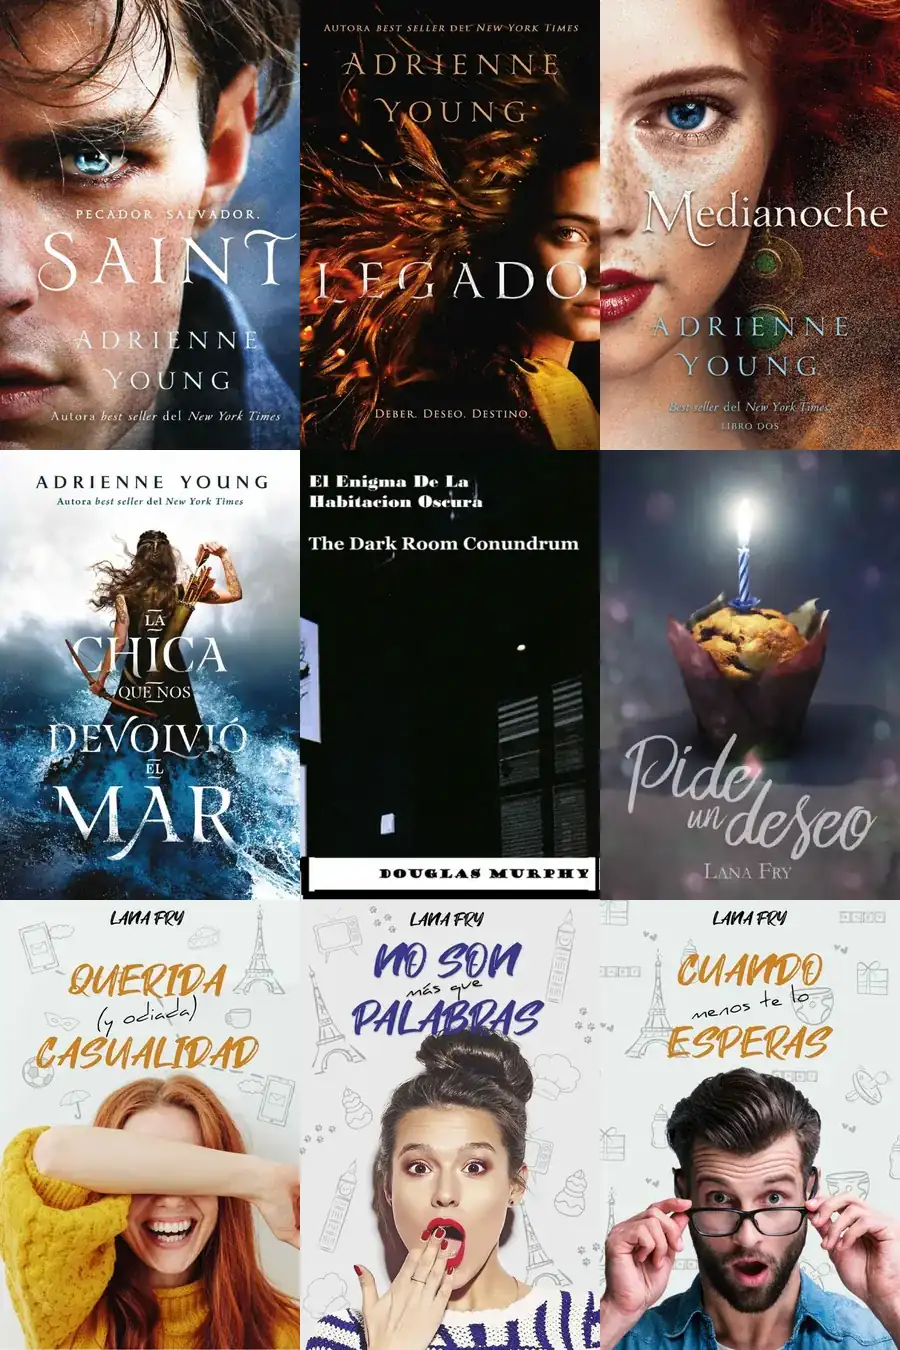 PECADOR. SALVADOR.
SAINT
ADRIENNE
YOUNG
Autora best seller del New York Times
AUTORA BEST SELLER DEL NEW YORK TIMES
ADRIENNE
YOUNG
LEGADO
DEBER. DESEO. DESTINO.
Medianoche
ADRIENNE
YOUNG
Best seller del New York Times
LIBRO DOS
ADRIENNE YOUNG
Autora best seller del New York Times
LA
CHICA
QUE NOS
DEVOLVIÓ
EL
MAR
El Enigma De La
Habitacion Oscura
The Dark Room Conundrum
DOUGLAS MURPHY
Pide
un deseo
LANA FRY
LANA FRY
QUERIDA
(y odiada)
CASUALIDAD
LANA FRY
NO SON
más que
PALABRAS
LANA FRY
CUANDO
menos te lo
ESPERAS